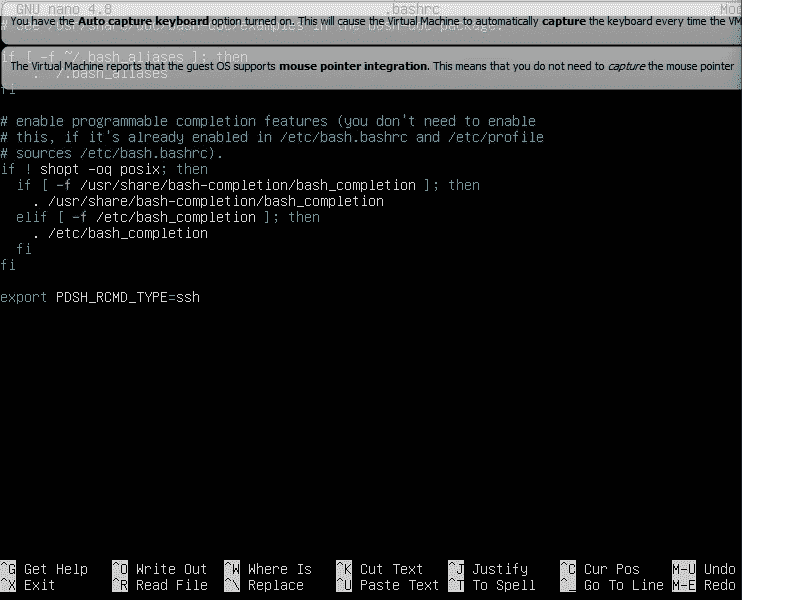 GNU nano 4.8 .bashrc Mod
You have the Auto capture keyboard option turned on. This will cause the Virtual Machine to automatically capture the keyboard every time the VM
# See /usr/share/doc/bash-doc/examples in the bash-doc package.
if [ -f ~/.bash_aliases ]; then
The Virtual Machine reports that the guest OS supports mouse pointer integration. This means that you do not need to capture the mouse pointer
. ~/.bash_aliases
fi
# enable programmable completion features (you don't need to enable
# this, if it's already enabled in /etc/bash.bashrc and /etc/profile
# sources /etc/bash.bashrc).
if ! shopt -oq posix; then
if [ -f /usr/share/bash-completion/bash_completion ]; then
. /usr/share/bash-completion/bash_completion
elif [ -f /etc/bash_completion ]; then
. /etc/bash_completion
fi
fi
export PDSH_RCMD_TYPE=ssh
^G Get Help ^O Write Out ^W Where Is ^K Cut Text ^J Justify ^C Cur Pos M-U Undo
^X Exit ^R Read File ^\ Replace ^U Paste Text ^T To Spell ^_ Go To Line M-E Redo